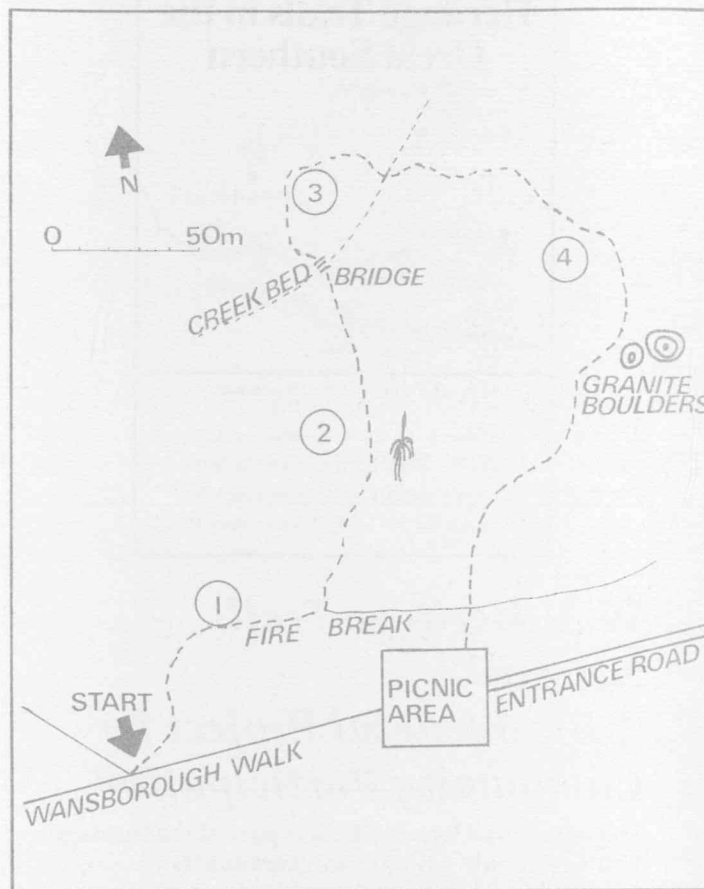 N
0 50m
3
4
CREEK BED
BRIDGE
GRANITE
BOULDERS
2
1
FIRE BREAK
START
PICNIC
AREA
ENTRANCE ROAD
WANSBOROUGH WALK